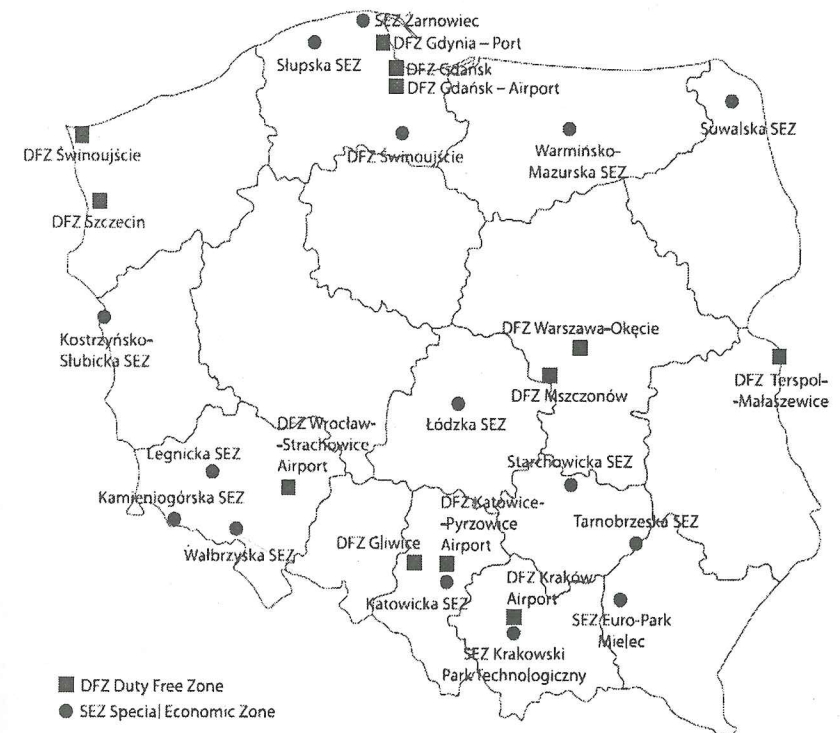 SEZ Żarnowiec
DFZ Gdynia – Port
Słupska SEZ
DFZ Gdańsk
DFZ Gdańsk – Airport
Suwalska SEZ
DFZ Świnoujście
DFZ Świnoujście
Warmińsko-
Mazurska SEZ
DFZ Szczecin
DFZ Warszawa–Okęcie
Kostrzyńsko-
Słubicka SEZ
DFZ Mszczonów
DFZ Terspol-
-Małaszewice
DFZ Wrocław-
-Strachowice
Airport
Łódzka SEZ
Legnicka SEZ
Starchowicka SEZ
Kamieniogórska SEZ
DFZ Katowice-
-Pyrzowice
Airport
Tarnobrzeska SEZ
Wałbrzyska SEZ
DFZ Gliwice
DFZ Kraków
Airport
Katowicka SEZ
SEZ Euro-Park
Mielec
SEZ Krakowski
Park Technologiczny
DFZ Duty Free Zone
SEZ Special Economic Zone